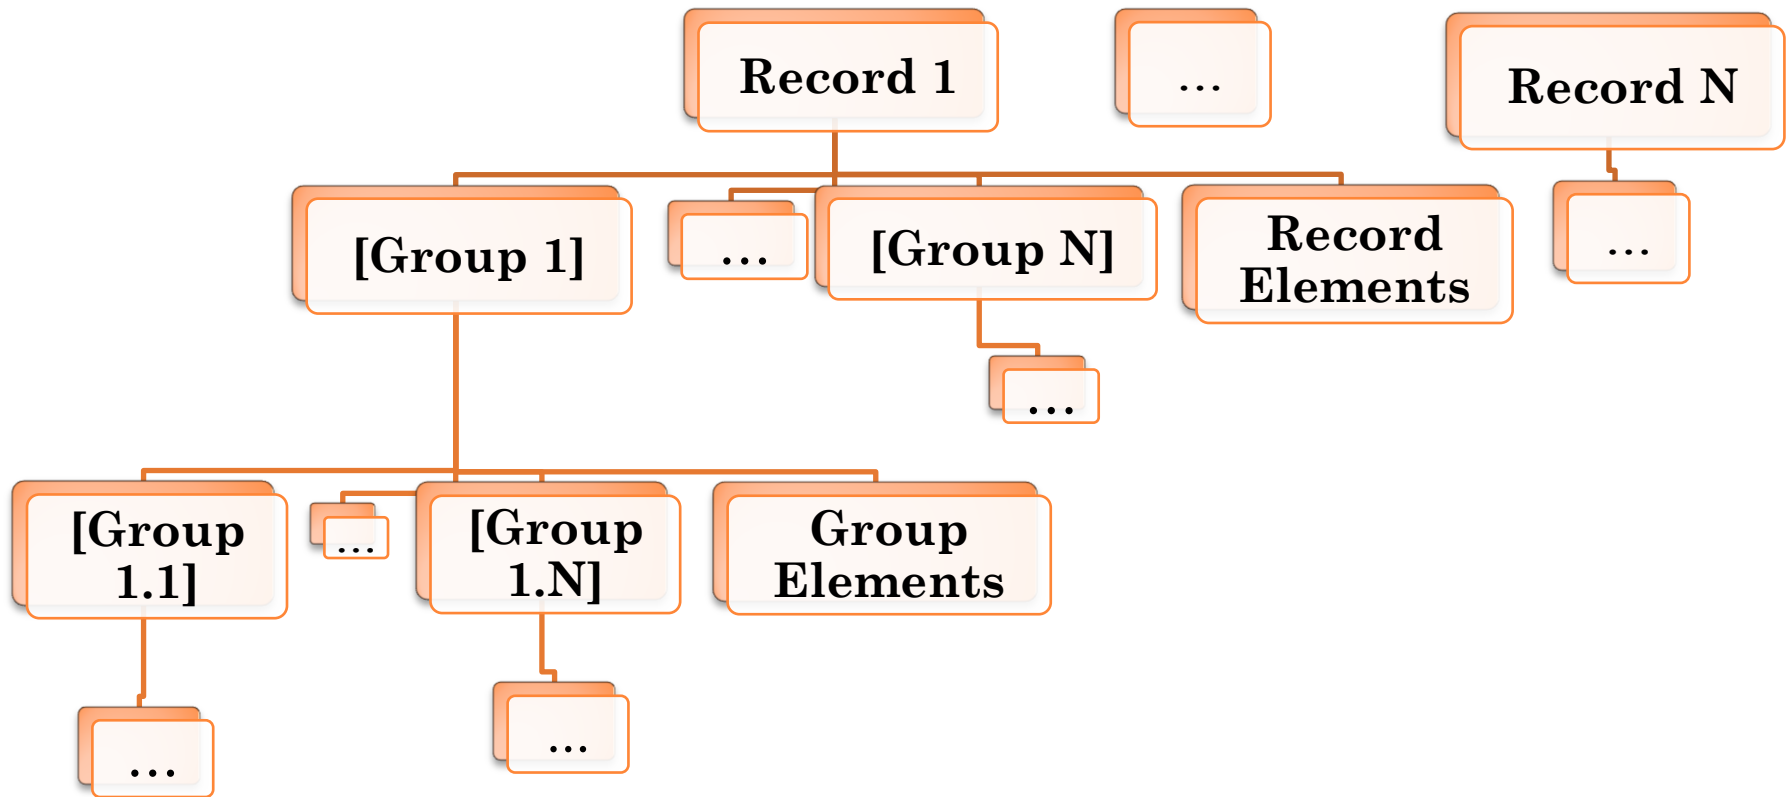 Record 1
...
Record N
[Group 1]
...
[Group N]
Record
Elements
...
...
[Group
1.1]
...
[Group
1.N]
Group
Elements
...
...